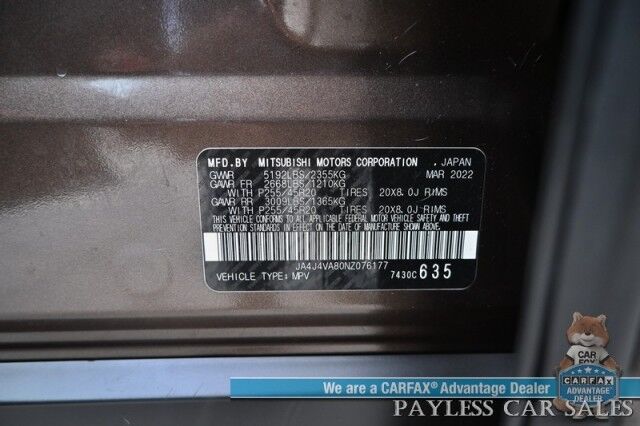 MFD.BY MITSUBISHI MOTORS CORPORATION . JAPAN
GVWR 5192LBS/2355KG MAR 2022
GAWR FR 2668LBS/1210KG
WITH P255/45R20 TIRES 20X8.0J RIMS
GAWR RR 3009LBS/1365KG
WITH P255/45R20 TIRES 20X8.0J RIMS
THIS VEHICLE CONFORMS TO ALL APPLICABLE FEDERAL MOTOR VEHICLE SAFETY AND THEFT
PREVENTION STANDARDS IN EFFECT ON THE DATE OF MANUFACTURE SHOWN ABOVE.
JA4J4VA80NZ076177
VEHICLE TYPE: MPV 7430C 635
CAR
FOX
CARFAX
ADVANTAGE
DEALER
We are a CARFAX® Advantage Dealer
PAYLESS CAR SALES